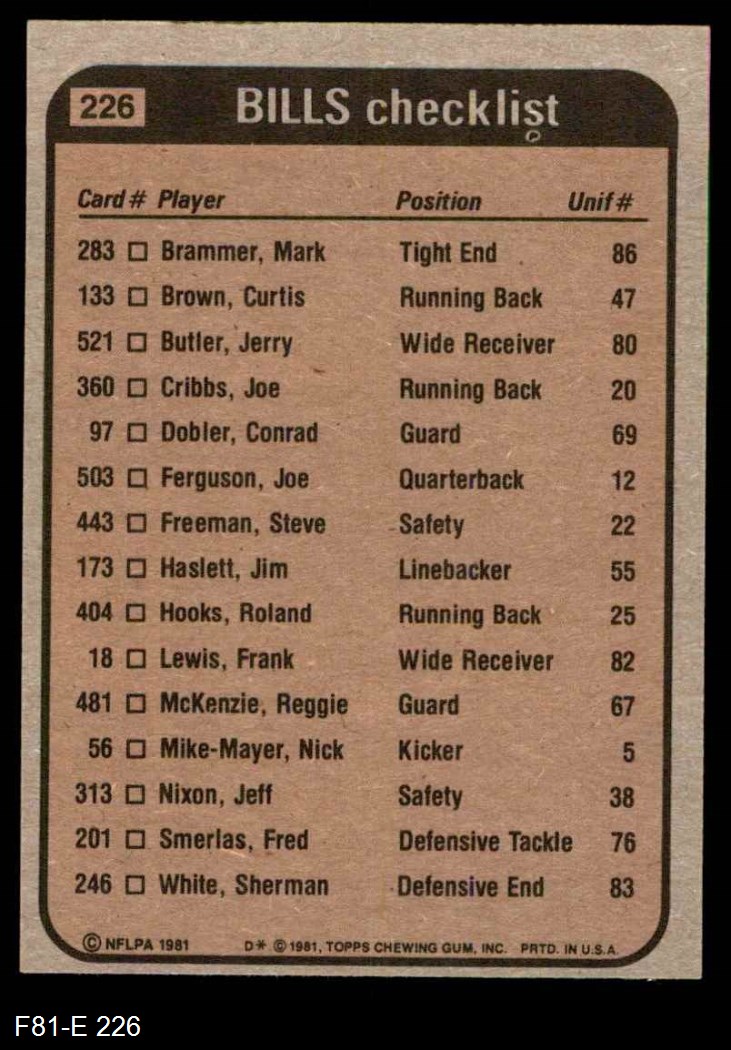 226 BILLS checklist
Card # Player Position Unif #
283 □ Brammer, Mark Tight End 86
133 □ Brown, Curtis Running Back 47
521 □ Butler, Jerry Wide Receiver 80
360 □ Cribbs, Joe Running Back 20
97 □ Dobler, Conrad Guard 69
503 □ Ferguson, Joe Quarterback 12
443 □ Freeman, Steve Safety 22
173 □ Haslett, Jim Linebacker 55
404 □ Hooks, Roland Running Back 25
18 □ Lewis, Frank Wide Receiver 82
481 □ McKenzie, Reggie Guard 67
56 □ Mike-Mayer, Nick Kicker 5
313 □ Nixon, Jeff Safety 38
201 □ Smerlas, Fred Defensive Tackle 76
246 □ White, Sherman Defensive End 83
© NFLPA 1981 D* © 1981, TOPPS CHEWING GUM, INC. PRTD. IN U.S.A.
F81-E 226